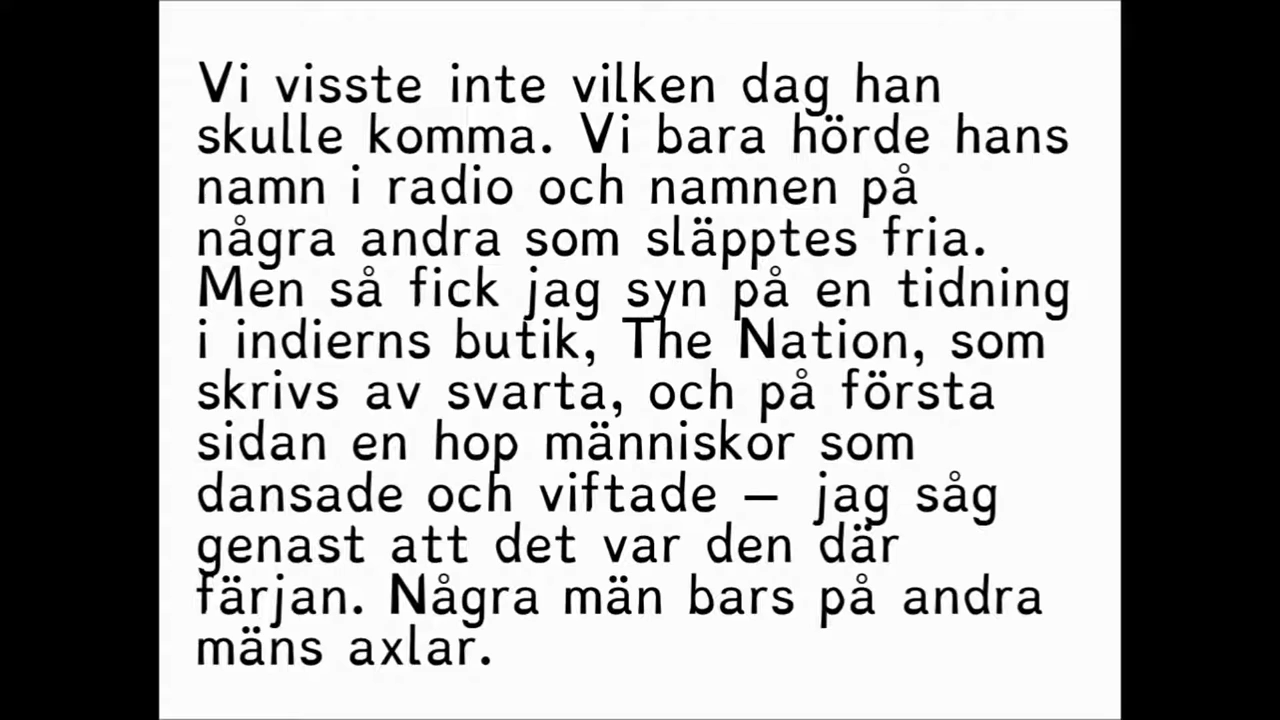 Vi visste inte vilken dag han
skulle komma. Vi bara hörde hans
namn i radio och namnen på
några andra som släpptes fria.
Men så fick jag syn på en tidning
i indierns butik, The Nation, som
skrivs av svarta, och på första
sidan en hop människor som
dansade och viftade – jag såg
genast att det var den där
färjan. Några män bars på andra
mäns axlar.